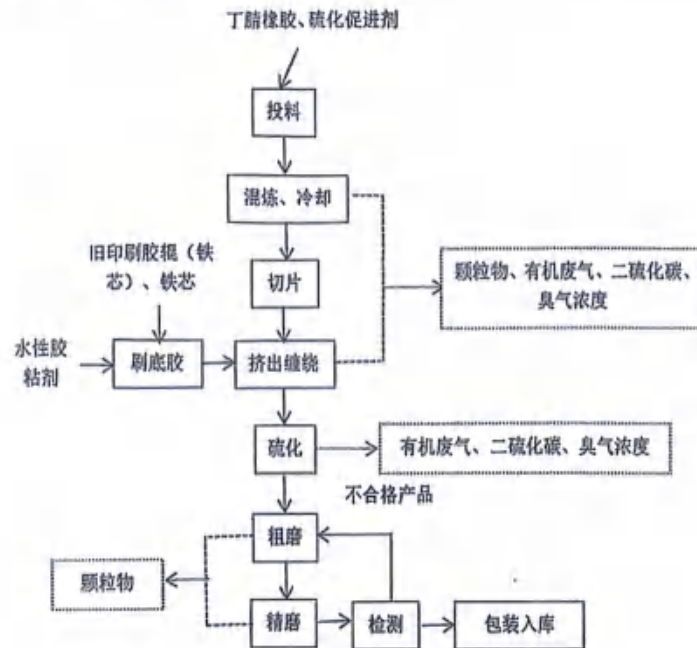 丁腈橡胶、硫化促进剂
投料
混炼、冷却
旧印刷胶辊（铁
芯）、铁芯
切片
颗粒物、有机废气、二硫化碳、
臭气浓度
水性胶
粘剂
刷底胶
挤出缠绕
硫化
有机废气、二硫化碳、臭气浓度
不合格产品
粗磨
颗粒物
精磨
检测
包装入库